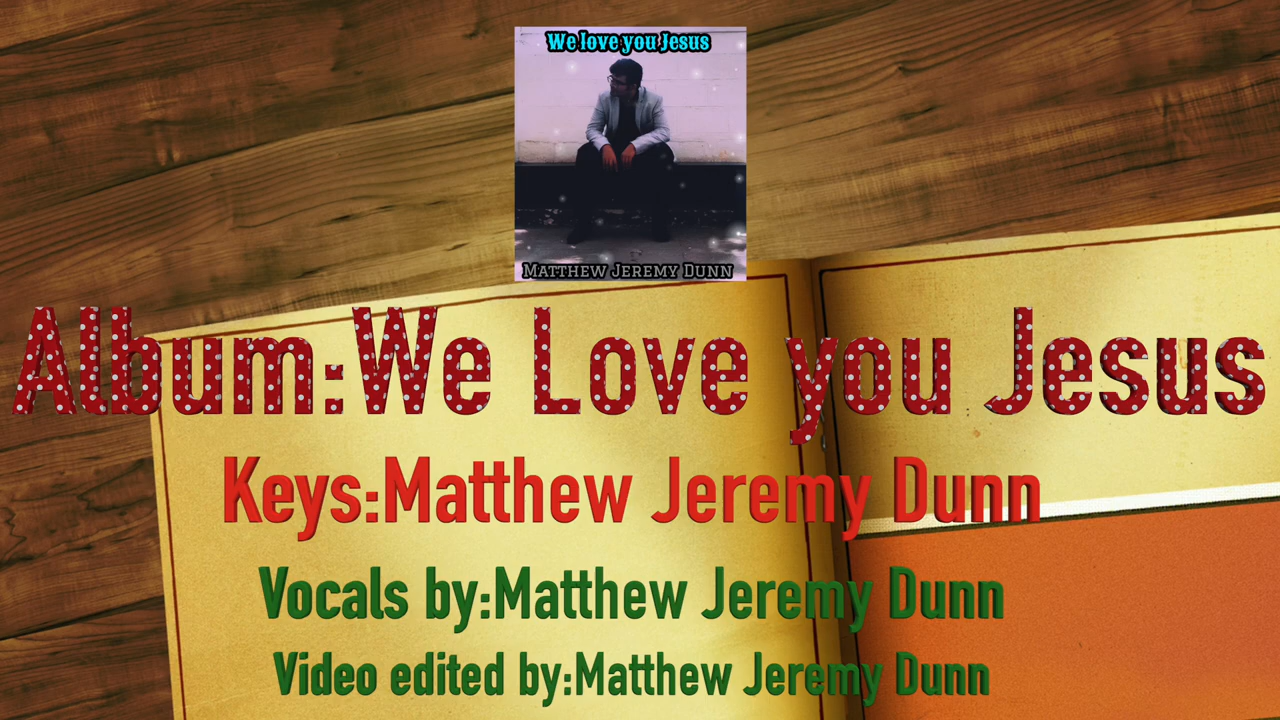 We love you Jesus
Matthew Jeremy Dunn
Album:We Love you Jesus
Keys:Matthew Jeremy Dunn
Vocals by:Matthew Jeremy Dunn
Video edited by:Matthew Jeremy Dunn